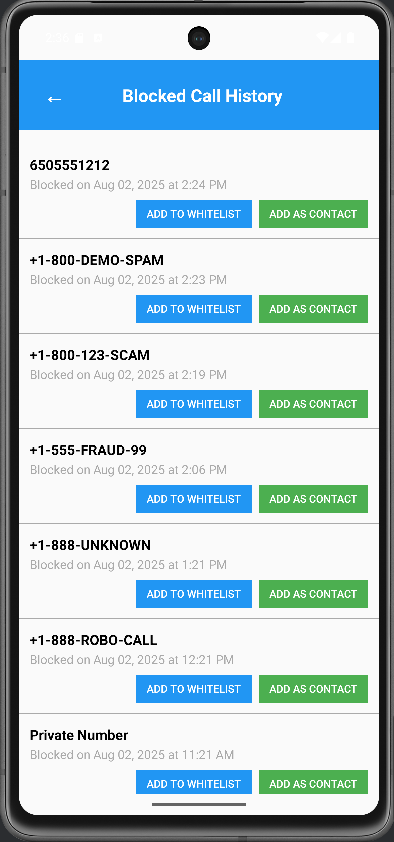 ←
Blocked Call History
6505551212
Blocked on Aug 02, 2025 at 2:24 PM
ADD TO WHITELIST ADD AS CONTACT
+1-800-DEMO-SPAM
Blocked on Aug 02, 2025 at 2:23 PM
ADD TO WHITELIST ADD AS CONTACT
+1-800-123-SCAM
Blocked on Aug 02, 2025 at 2:19 PM
ADD TO WHITELIST ADD AS CONTACT
+1-555-FRAUD-99
Blocked on Aug 02, 2025 at 2:06 PM
ADD TO WHITELIST ADD AS CONTACT
+1-888-UNKNOWN
Blocked on Aug 02, 2025 at 1:21 PM
ADD TO WHITELIST ADD AS CONTACT
+1-888-ROBO-CALL
Blocked on Aug 02, 2025 at 12:21 PM
ADD TO WHITELIST ADD AS CONTACT
Private Number
Blocked on Aug 02, 2025 at 11:21 AM
ADD TO WHITELIST ADD AS CONTACT